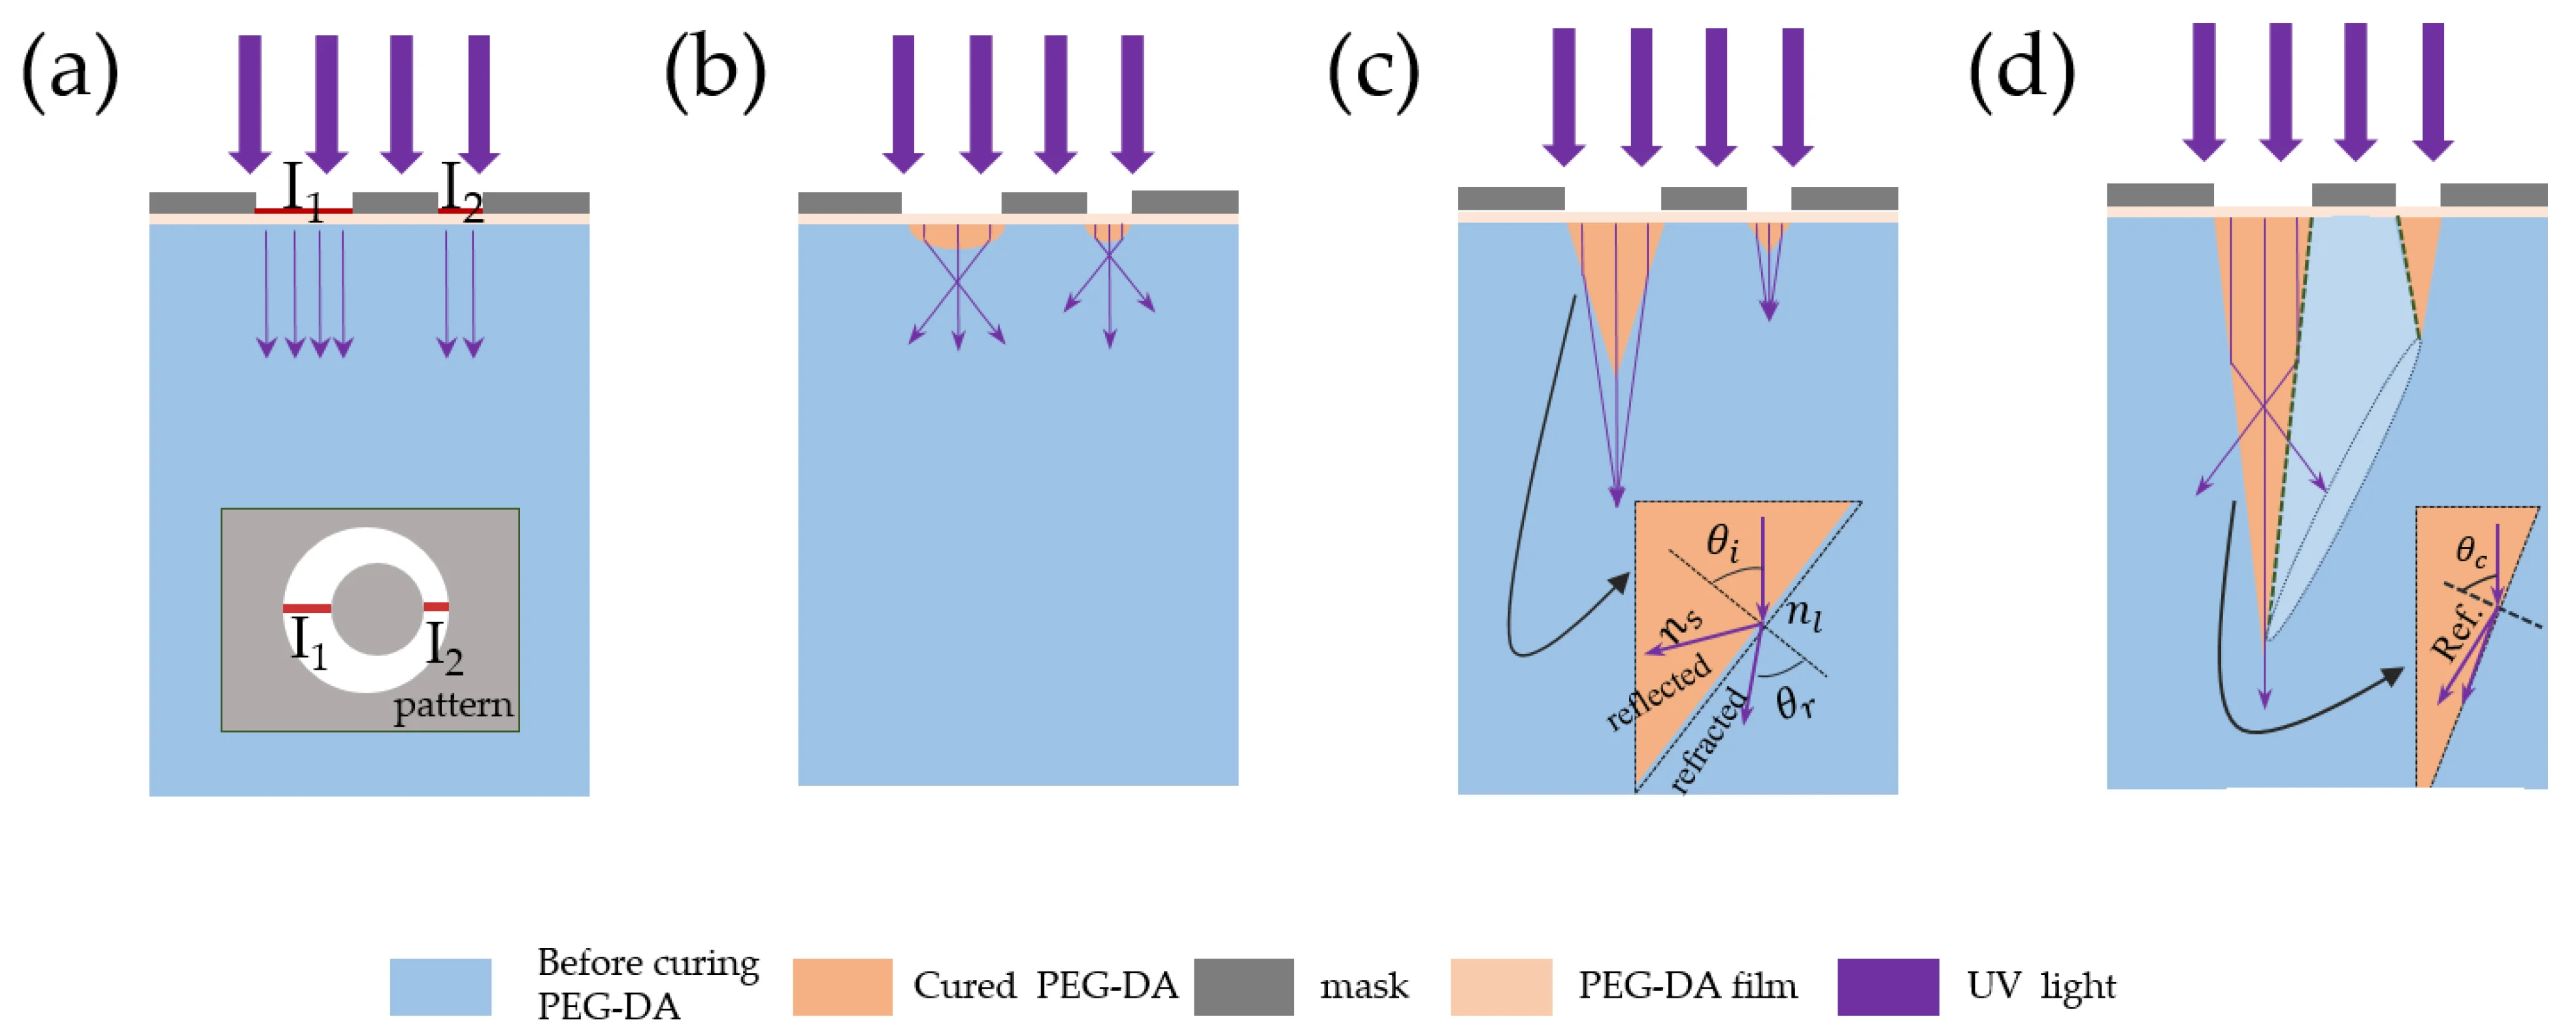 (a)
I1
I2
I1
I2
pattern
(b)
(c)
θi
ns
nl
reflected
refracted
θr
(d)
θc
Ref.
Before curing
PEG-DA
Cured PEG-DA
mask
PEG-DA film
UV light